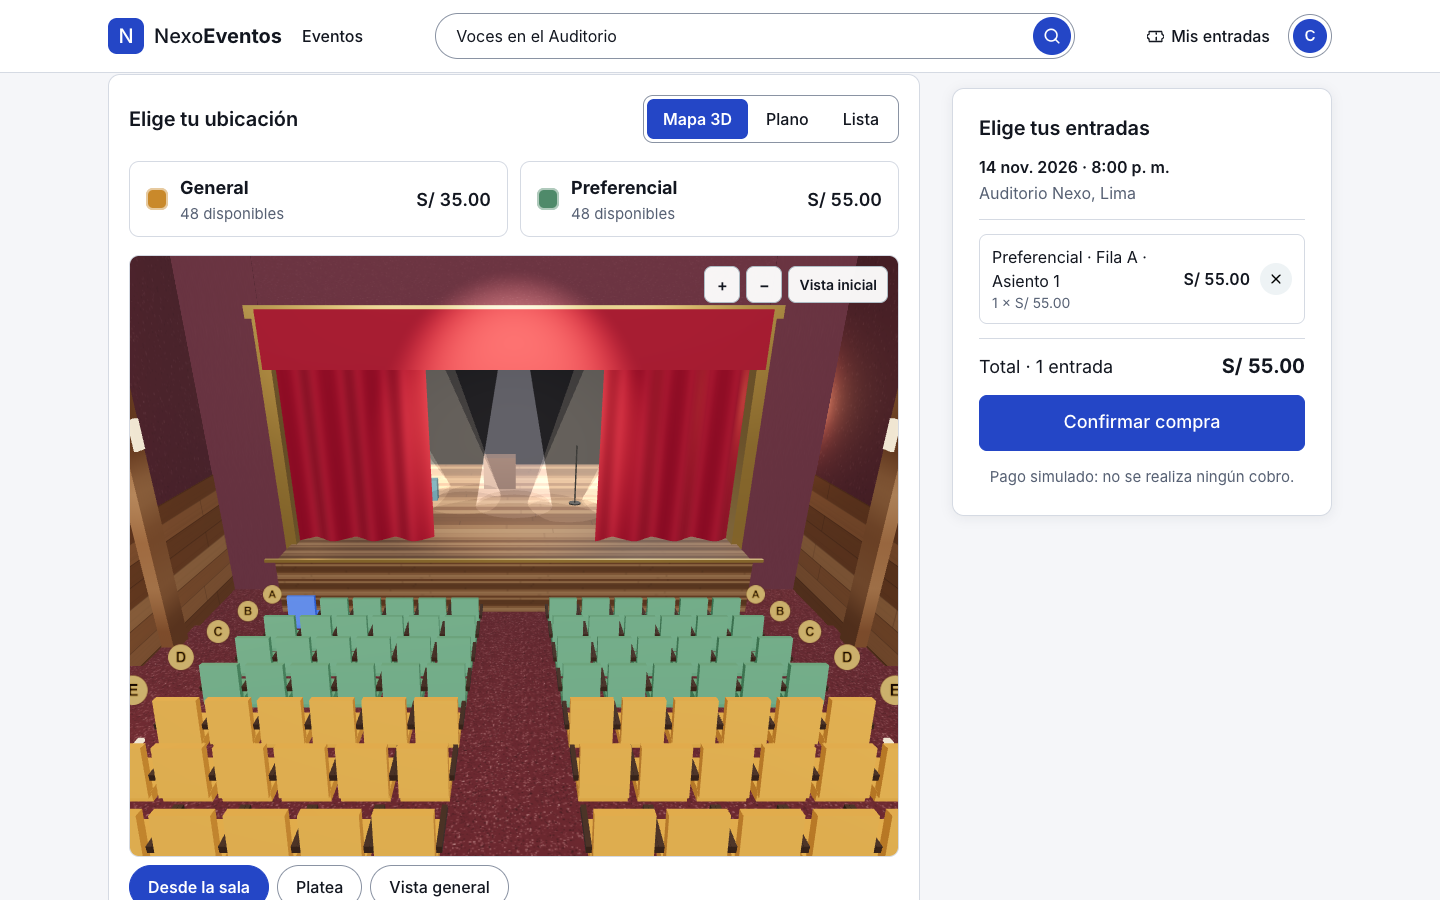 N NexoEventos
Eventos
Voces en el Auditorio
Mis entradas
C
Elige tu ubicación
Mapa 3D
Plano
Lista
General
48 disponibles
S/ 35.00
Preferencial
48 disponibles
S/ 55.00
+
−
Vista inicial
A
A
B
B
C
C
D
D
E
E
Desde la sala
Platea
Vista general
Elige tus entradas
14 nov. 2026 · 8:00 p. m.
Auditorio Nexo, Lima
Preferencial · Fila A ·
Asiento 1
1 × S/ 55.00
S/ 55.00
×
Total · 1 entrada
S/ 55.00
Confirmar compra
Pago simulado: no se realiza ningún cobro.